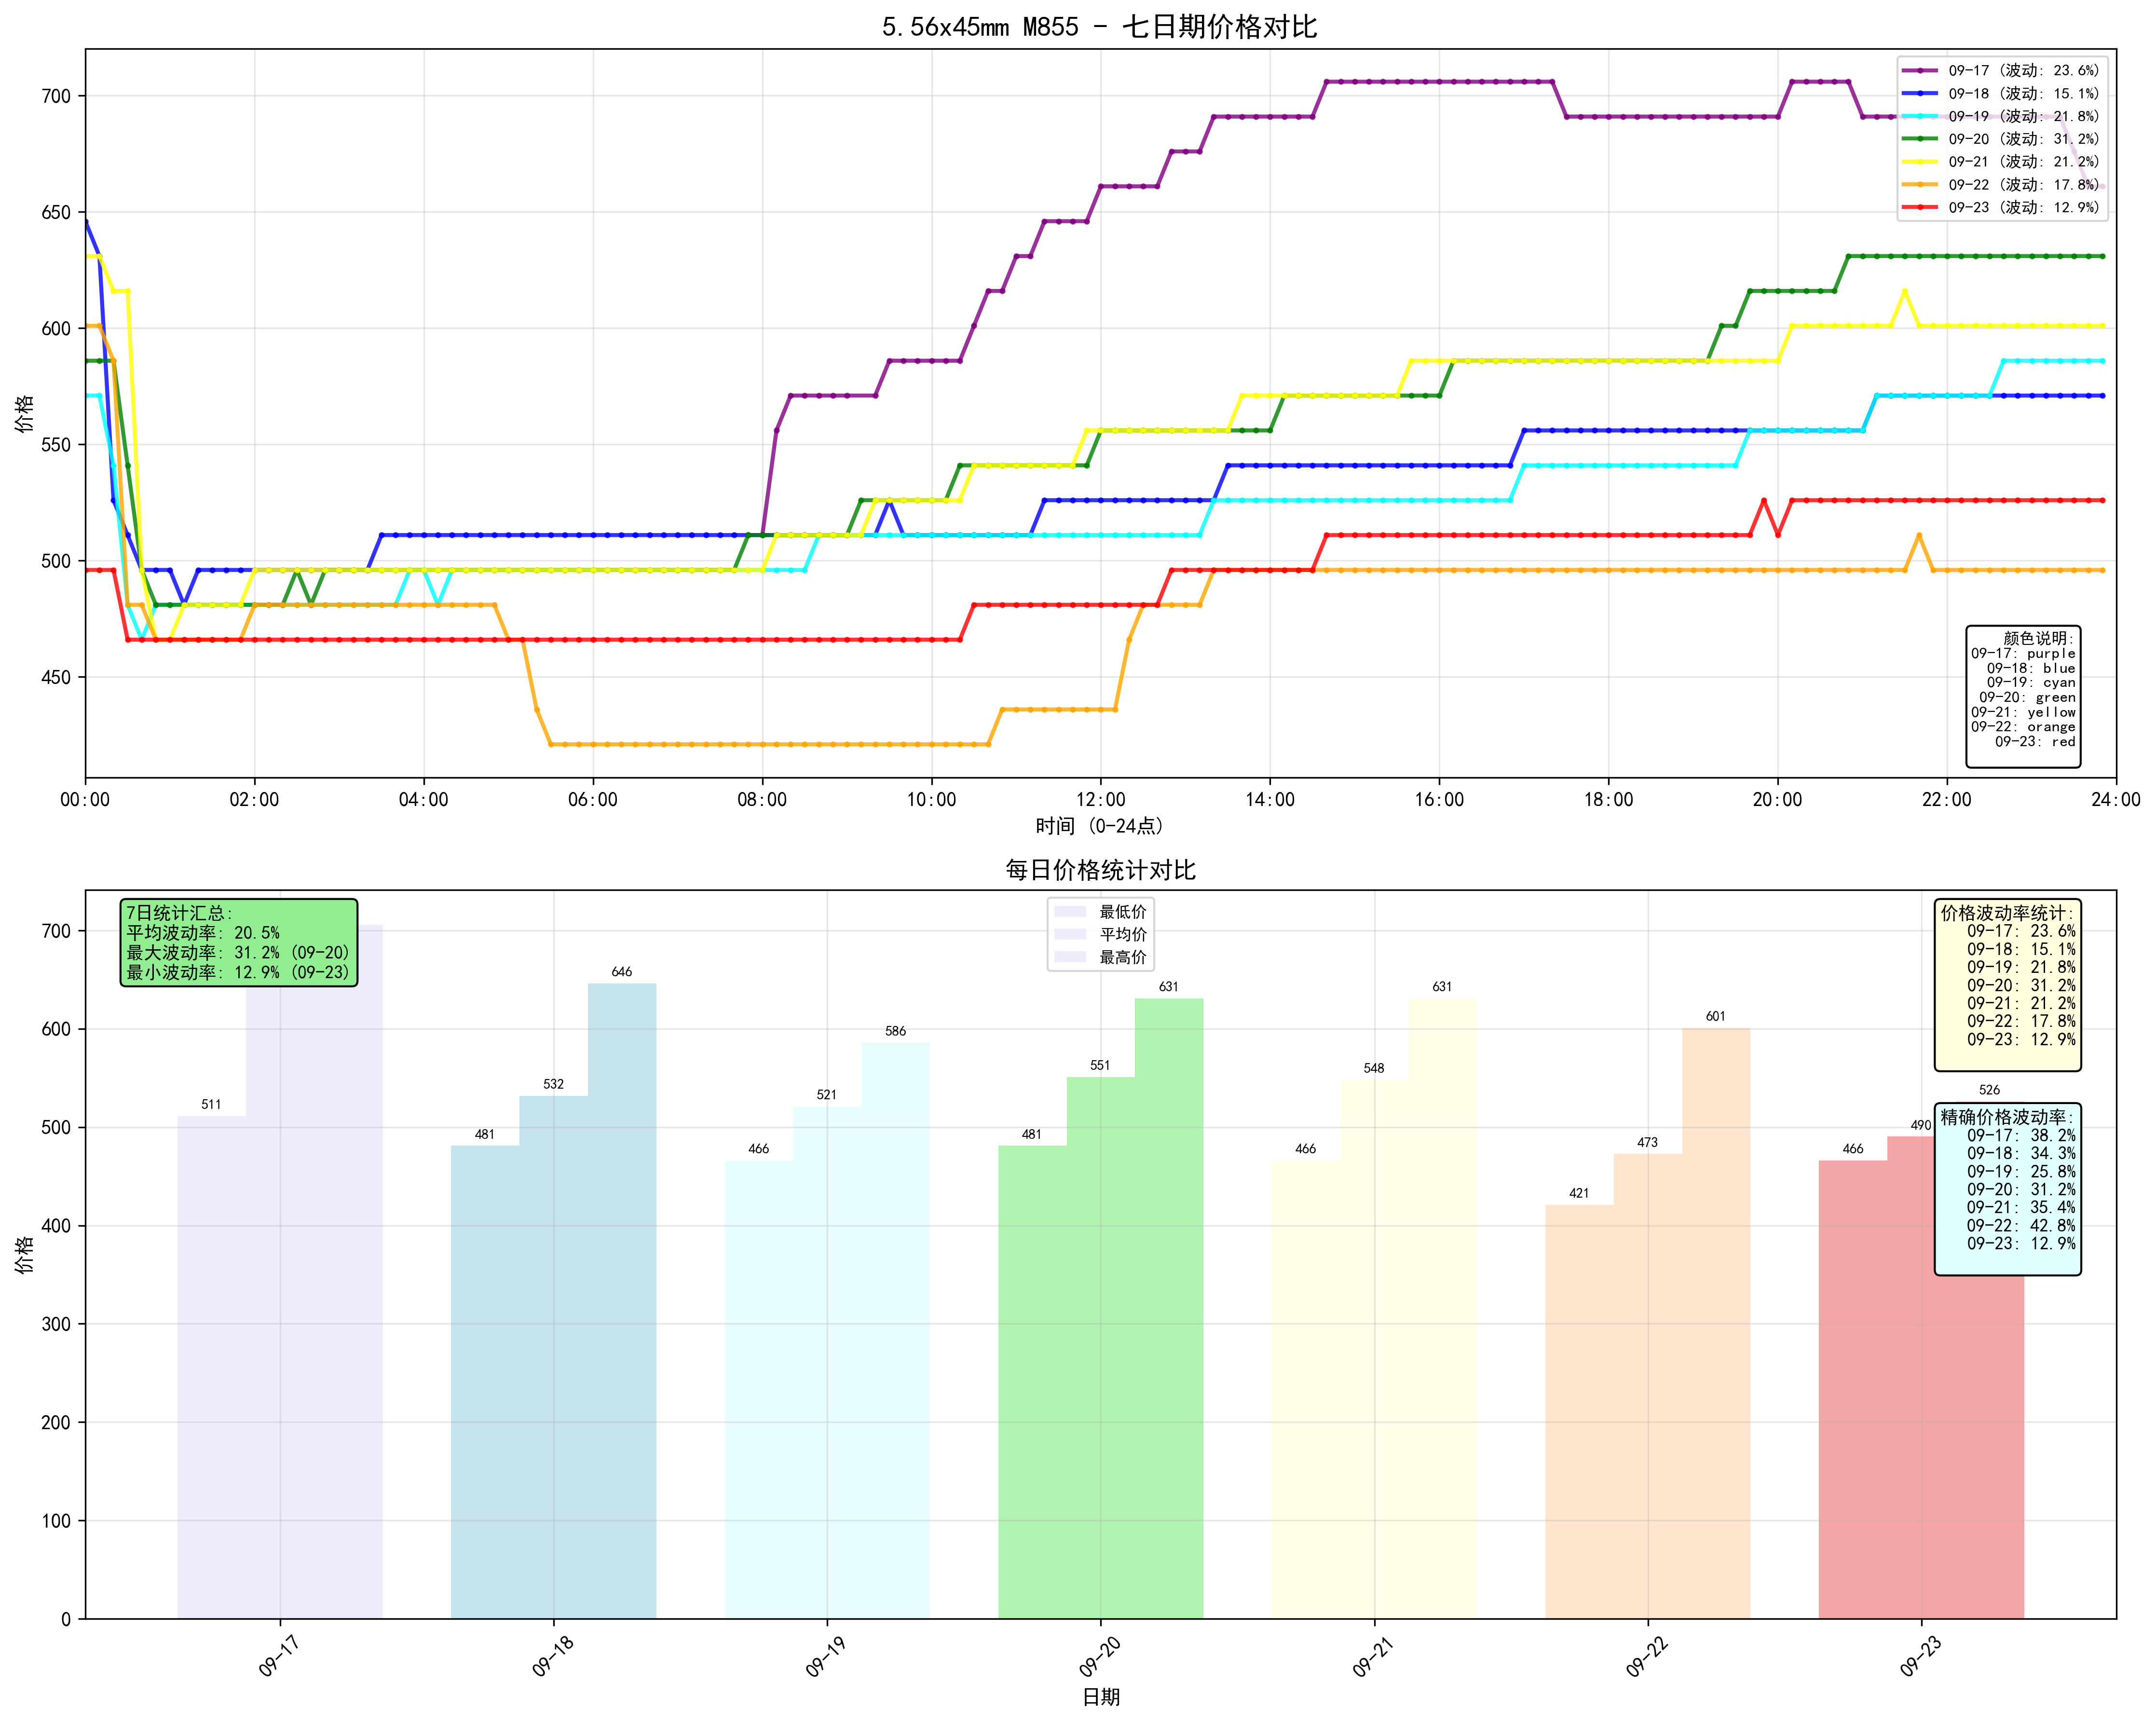 5.56x45mm M855 - 七日期价格对比
价格
700
650
600
550
500
450
09-17 (波动: 23.6%)
09-18 (波动: 15.1%)
09-19 (波动: 21.8%)
09-20 (波动: 31.2%)
09-21 (波动: 21.2%)
09-22 (波动: 17.8%)
09-23 (波动: 12.9%)
颜色说明:
09-17: purple
09-18: blue
09-19: cyan
09-20: green
09-21: yellow
09-22: orange
09-23: red
00:00 02:00 04:00 06:00 08:00 10:00 12:00 14:00 16:00 18:00 20:00 22:00 24:00
时间 (0-24点)
每日价格统计对比
价格
700
600
500
400
300
200
100
0
7日统计汇总:
平均波动率: 20.5%
最大波动率: 31.2% (09-20)
最小波动率: 12.9% (09-23)
最低价
平均价
最高价
价格波动率统计:
09-17: 23.6%
09-18: 15.1%
09-19: 21.8%
09-20: 31.2%
09-21: 21.2%
09-22: 17.8%
09-23: 12.9%
精确价格波动率:
09-17: 38.2%
09-18: 34.3%
09-19: 25.8%
09-20: 31.2%
09-21: 35.4%
09-22: 42.8%
09-23: 12.9%
511
481 532 646
466 521 586
481 551 631
466 548 631
421 473 601
466 490 526
09-17 09-18 09-19 09-20 09-21 09-22 09-23
日期